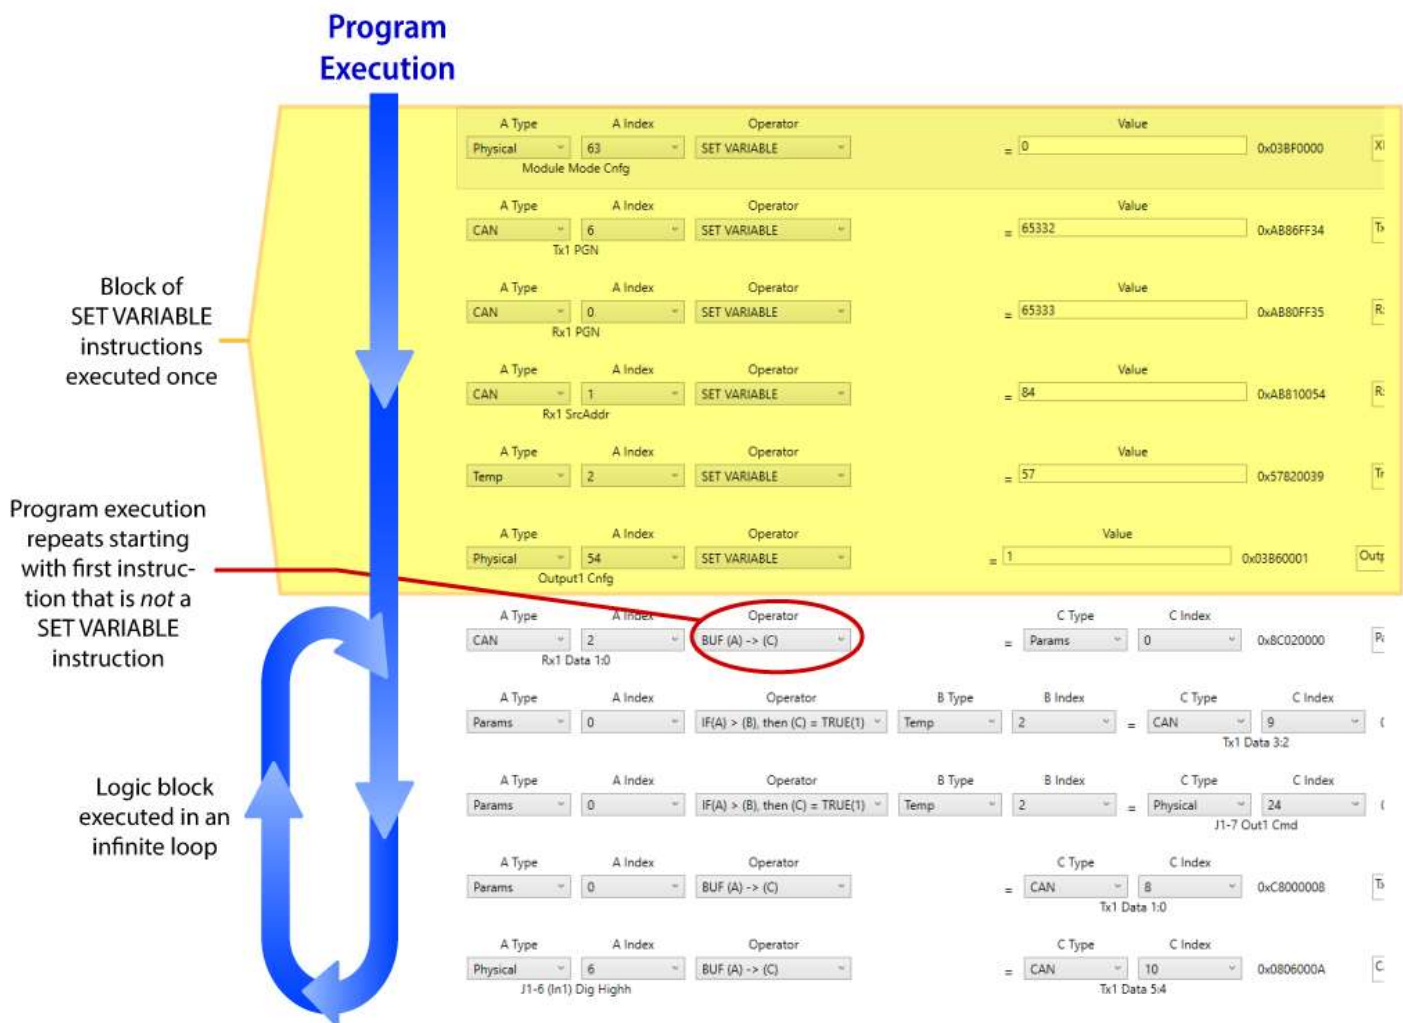 Program
Execution
A Type A Index Operator Value
Physical 63 SET VARIABLE = 0 0x03BF0000
Module Mode Cnfg
A Type A Index Operator Value
CAN 6 SET VARIABLE = 65332 0xAB86FF34
Tx1 PGN
A Type A Index Operator Value
CAN 0 SET VARIABLE = 65333 0xAB80FF35
Rx1 PGN
A Type A Index Operator Value
CAN 1 SET VARIABLE = 84 0xAB810054
Rx1 SrcAddr
A Type A Index Operator Value
Temp 2 SET VARIABLE = 57 0x57820039
A Type A Index Operator Value
Physical 54 SET VARIABLE = 1 0x03B60001 Outp
Output1 Cnfg
Block of
SET VARIABLE
instructions
executed once
Program execution
repeats starting
with first instruc-
tion that is not a
SET VARIABLE
instruction
A Type A Index Operator C Type C Index
CAN 2 BUF (A) -> (C) = Params 0 0x8C020000
Rx1 Data 1:0
A Type A Index Operator B Type B Index C Type C Index
Params 0 IF(A) > (B), then (C) = TRUE(1) Temp 2 = CAN 9
Tx1 Data 3:2
Logic block
executed in an
infinite loop
A Type A Index Operator B Type B Index C Type C Index
Params 0 IF(A) > (B), then (C) = TRUE(1) Temp 2 = Physical 24
J1-7 Out1 Cmd
A Type A Index Operator C Type C Index
Params 0 BUF (A) -> (C) = CAN 8 0xC8000008
Tx1 Data 1:0
A Type A Index Operator C Type C Index
Physical 6 BUF (A) -> (C) = CAN 10 0x0806000A
J1-6 (In1) Dig Highh Tx1 Data 5:4